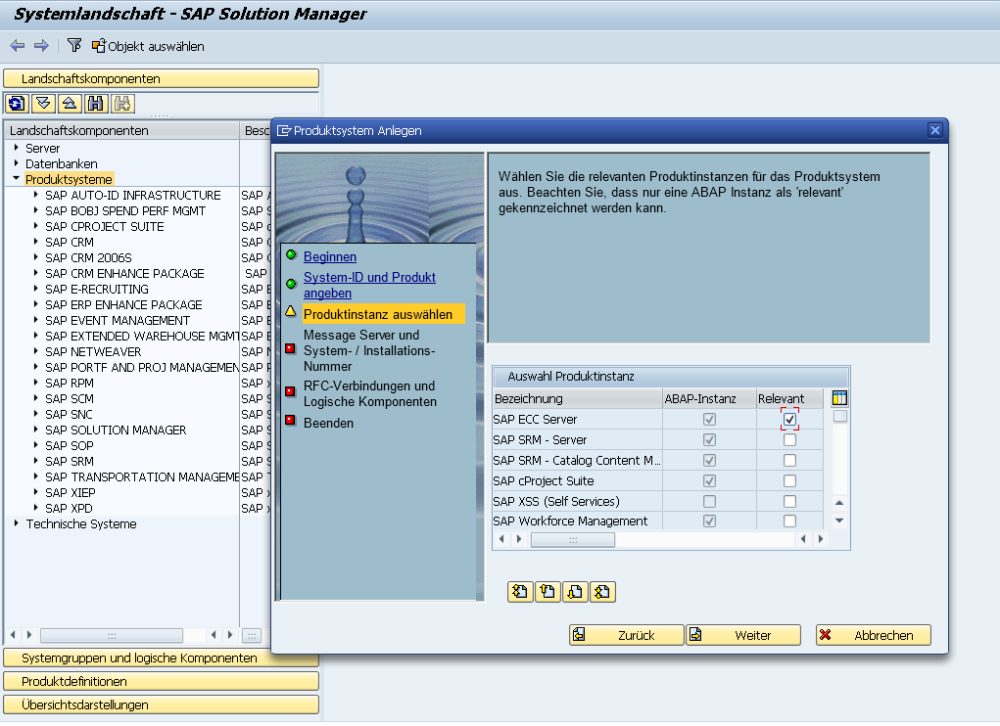 Systemlandschaft - SAP Solution Manager
Objekt auswählen
Landschaftskomponenten
Landschaftskomponenten Besc
Server
Datenbanken
Produktsysteme
SAP AUTO-ID INFRASTRUCTURE SAP A
SAP BOBJ SPEND PERF MGMT SAP S
SAP CPROJECT SUITE SAP c
SAP CRM SAP C
SAP CRM 2006S SAP C
SAP CRM ENHANCE PACKAGE SAP
SAP E-RECRUITING SAP E
SAP ERP ENHANCE PACKAGE SAP E
SAP EVENT MANAGEMENT SAP E
SAP EXTENDED WAREHOUSE MGMT SAP E
SAP NETWEAVER SAP N
SAP PORTF AND PROJ MANAGEMEN SAP P
SAP RPM SAP x
SAP SCM SAP S
SAP SNC SAP S
SAP SOLUTION MANAGER SAP S
SAP SOP SAP S
SAP SRM SAP S
SAP TRANSPORTATION MANAGEME SAP T
SAP XIEP SAP x
SAP XPD SAP x
Technische Systeme
Systemgruppen und logische Komponenten
Produktdefinitionen
Übersichtsdarstellungen
Produktsystem Anlegen
Beginnen
System-ID und Produkt
angeben
Produktinstanz auswählen
Message Server und
System- / Installations-
Nummer
RFC-Verbindungen und
Logische Komponenten
Beenden
Wählen Sie die relevanten Produktinstanzen für das Produktsystem
aus. Beachten Sie, dass nur eine ABAP Instanz als 'relevant'
gekennzeichnet werden kann.
Auswahl Produktinstanz
Bezeichnung ABAP-Instanz Relevant
SAP ECC Server
SAP SRM - Server
SAP SRM - Catalog Content M...
SAP cProject Suite
SAP XSS (Self Services)
SAP Workforce Management
Zurück Weiter Abbrechen